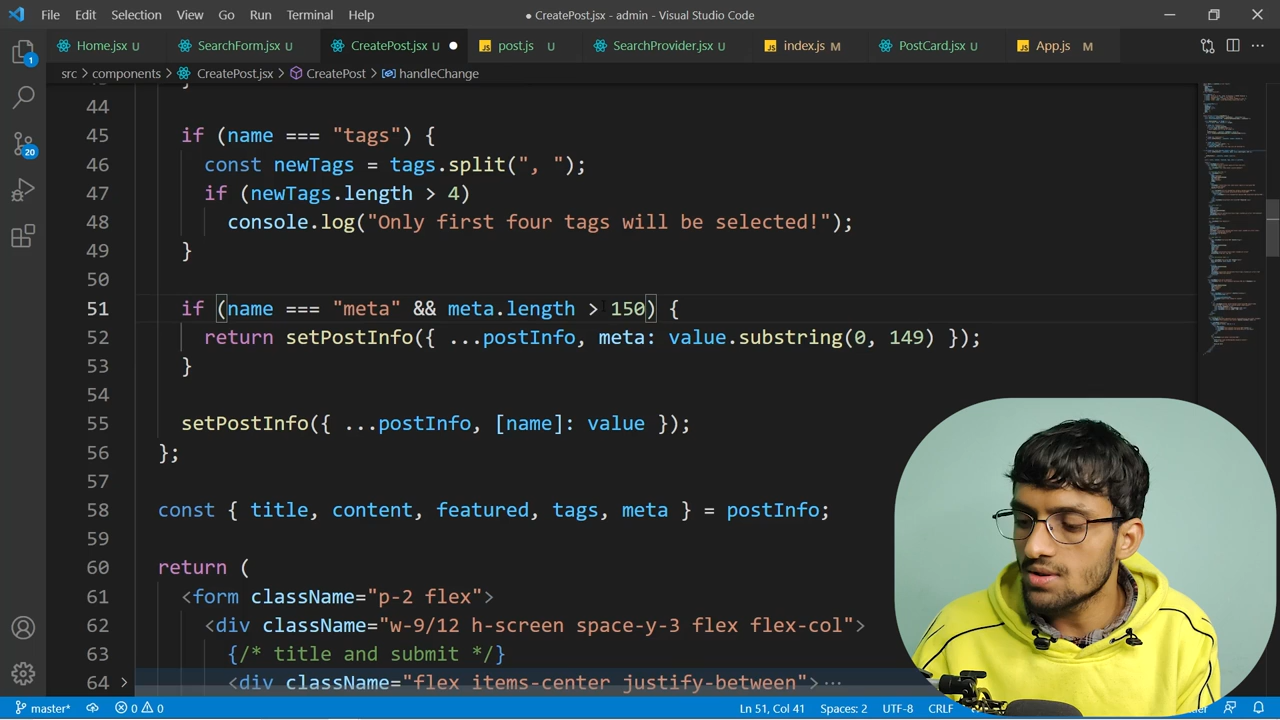 File Edit Selection View Go Run Terminal Help ● CreatePost.jsx - admin - Visual Studio Code
Home.jsx U SearchForm.jsx U CreatePost.jsx U ● JS post.js U SearchProvider.jsx U JS index.js M PostCard.jsx U JS App.js M
src > components > CreatePost.jsx > CreatePost > handleChange
44
45 if (name === "tags") {
46 const newTags = tags.split(", ");
47 if (newTags.length > 4)
48 console.log("Only first four tags will be selected!");
49 }
50
51 if (name === "meta" && meta.length > 150) {
52 return setPostInfo({ ...postInfo, meta: value.substring(0, 149) });
53 }
54
55 setPostInfo({ ...postInfo, [name]: value });
56 };
57
58 const { title, content, featured, tags, meta } = postInfo;
59
60 return (
61 <form className="p-2 flex">
62 <div className="w-9/12 h-screen space-y-3 flex flex-col">
63 {/* title and submit */}
64 > <div className="flex items-center justify-between">···
1
20
master* 0 0 Ln 51, Col 41 Spaces: 2 UTF-8 CRLF